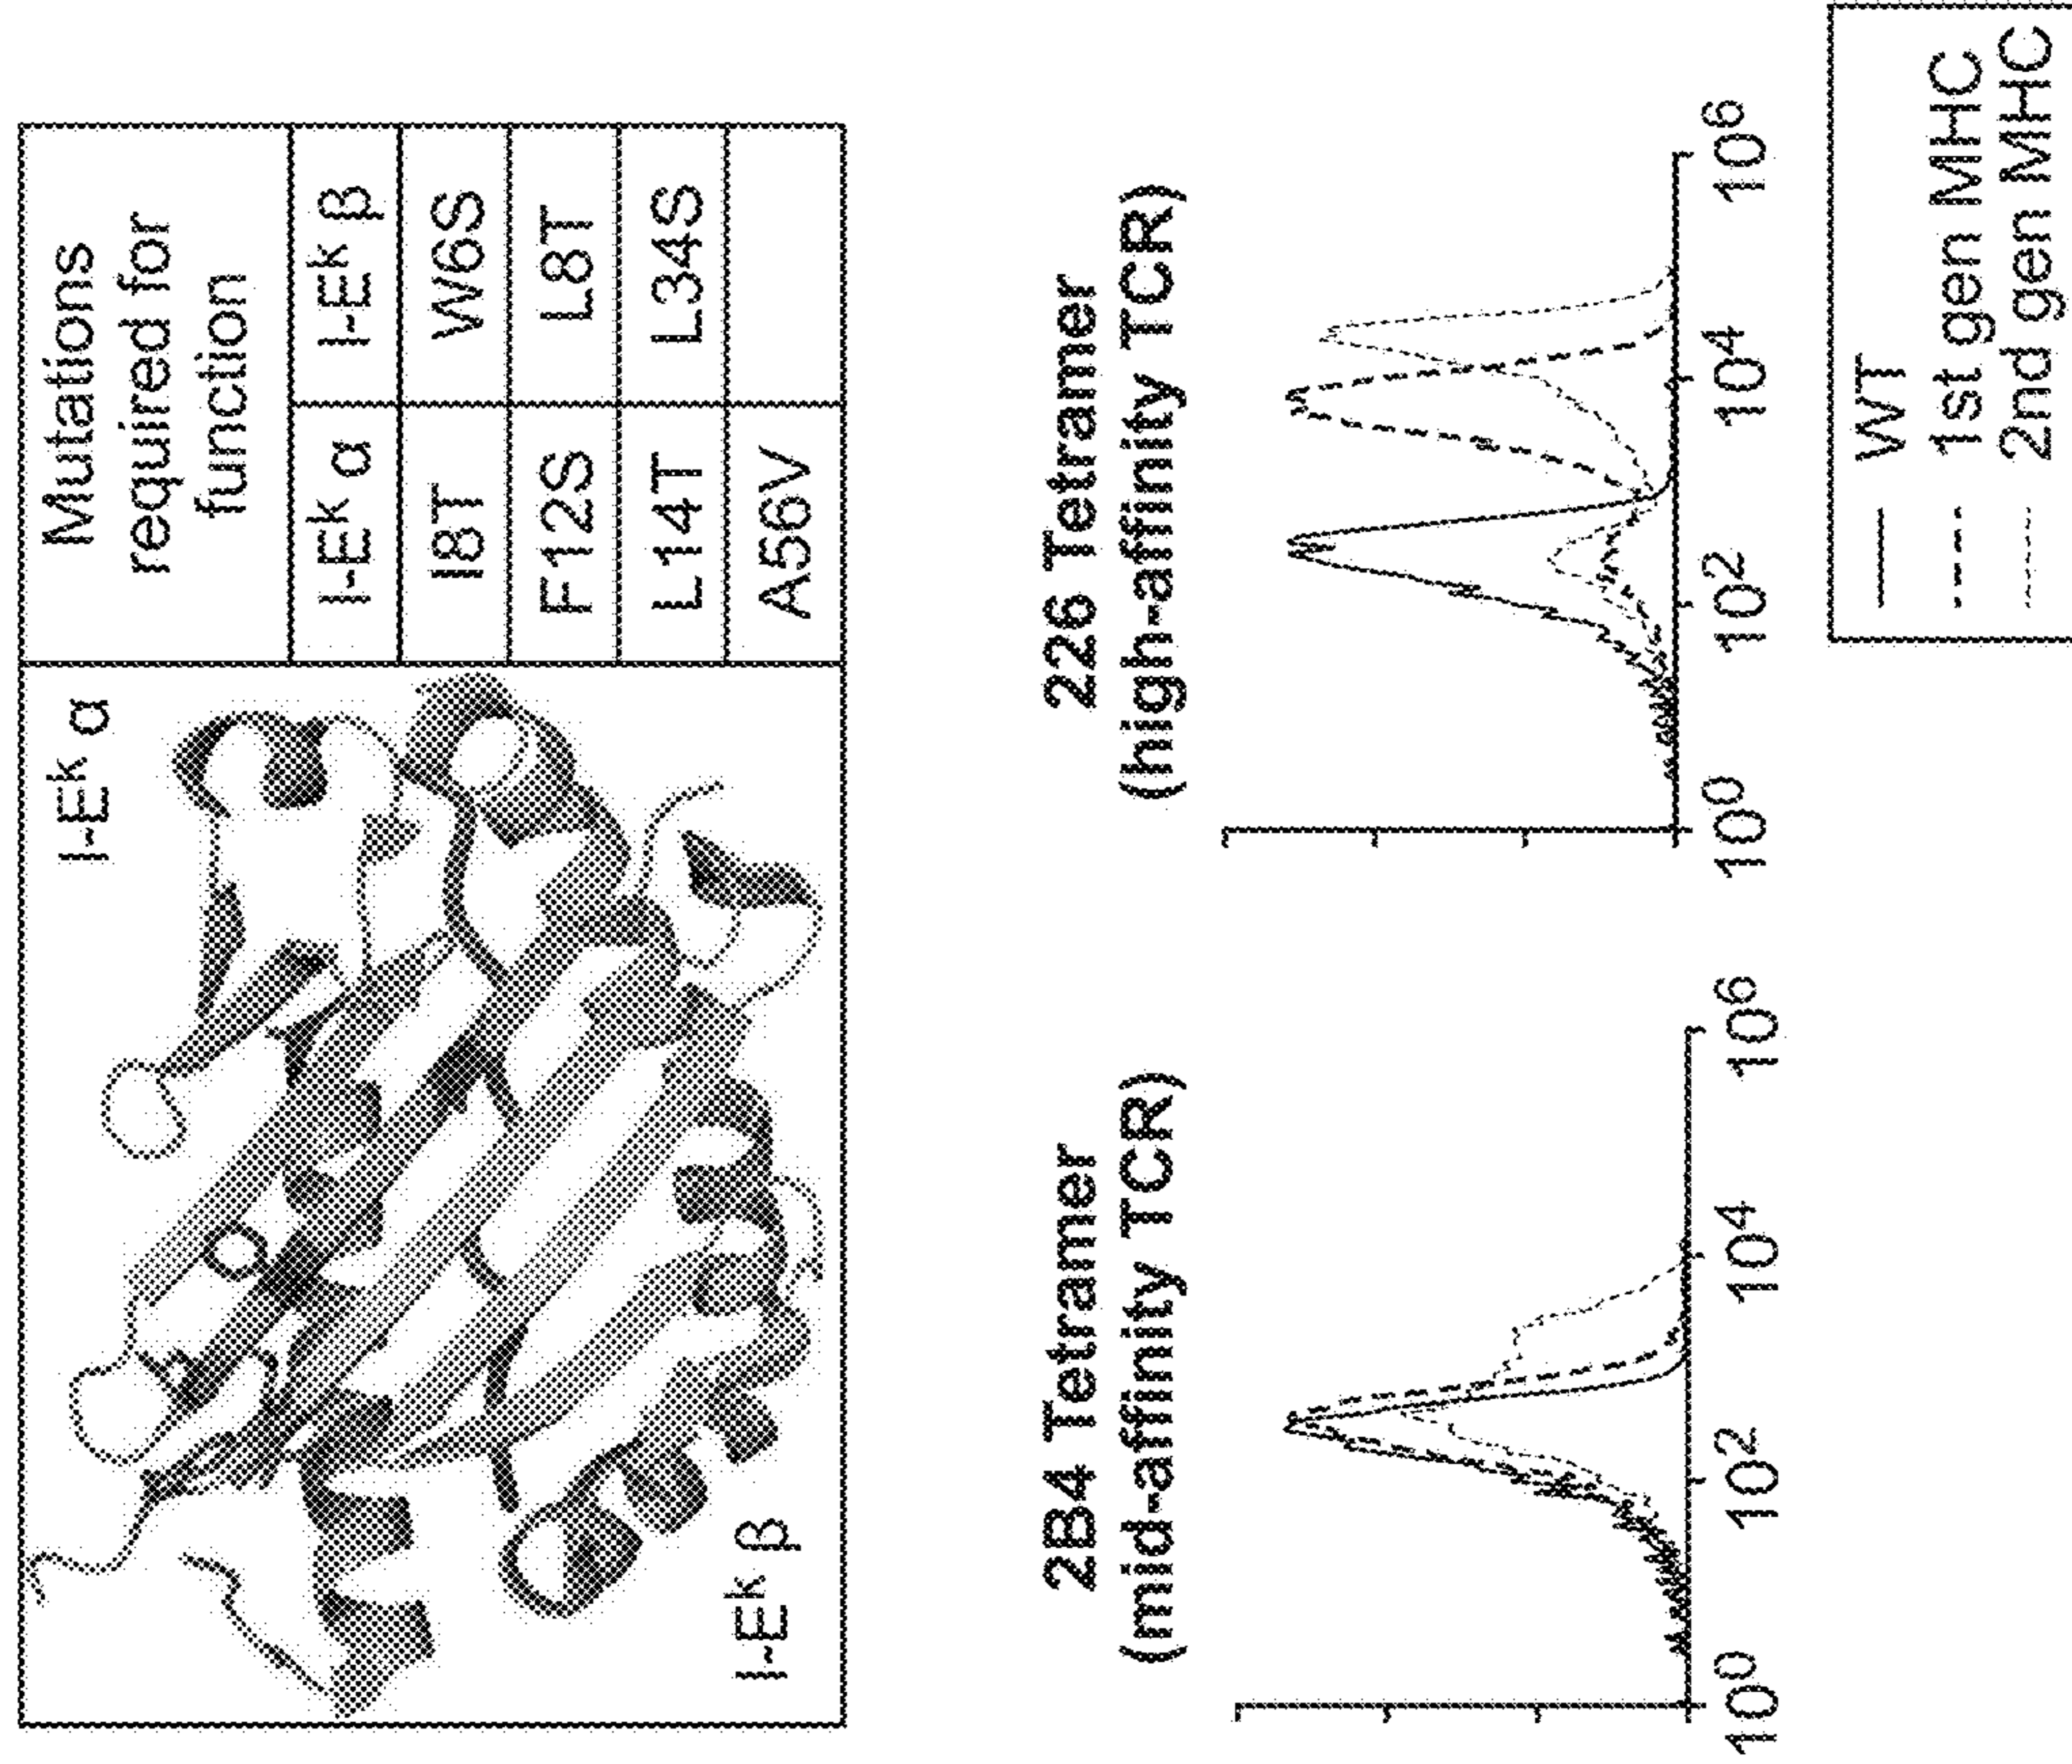 I-Eᵏ α
I-Eᵏ β
Mutations
required for
function
I-Eᵏ α I-Eᵏ β
I8T W6S
F12S L8T
L14T L34S
A56V
2B4 Tetramer
(mid-affinity TCR)
10⁰ 10² 10⁴ 10⁶
226 Tetramer
(high-affinity TCR)
10⁰ 10² 10⁴ 10⁶
WT
1st gen MHC
2nd gen MHC